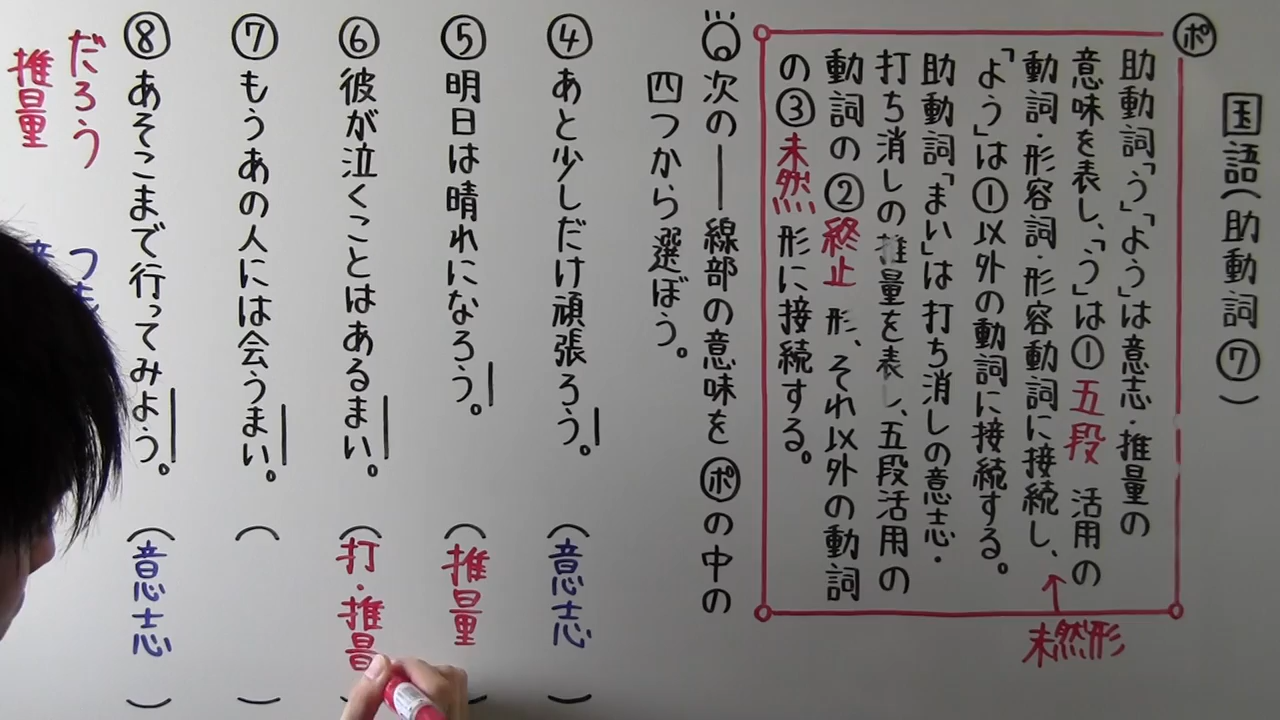 国語(助動詞⑦)
ポ
助動詞「う」「よう」は意志・推量の
意味を表し、「う」は①五段活用の
動詞・形容詞・形容動詞に接続し、
未然形
「よう」は①以外の動詞に接続する。
助動詞「まい」は打ち消しの意志・
打ち消しの推量を表し、五段活用の
動詞の②終止形、それ以外の動詞
の③未然形に接続する。
Q 次の――線部の意味をポの中の
四つから選ぼう。
④あと少しだけ頑張ろう。(意志)
⑤明日は晴れになろう。(推量)
⑥彼が泣くことはあるまい。(打・推量
⑦もうあの人には会うまい。( )
⑧あそこまで行ってみよう。(意志)
だろう
推量